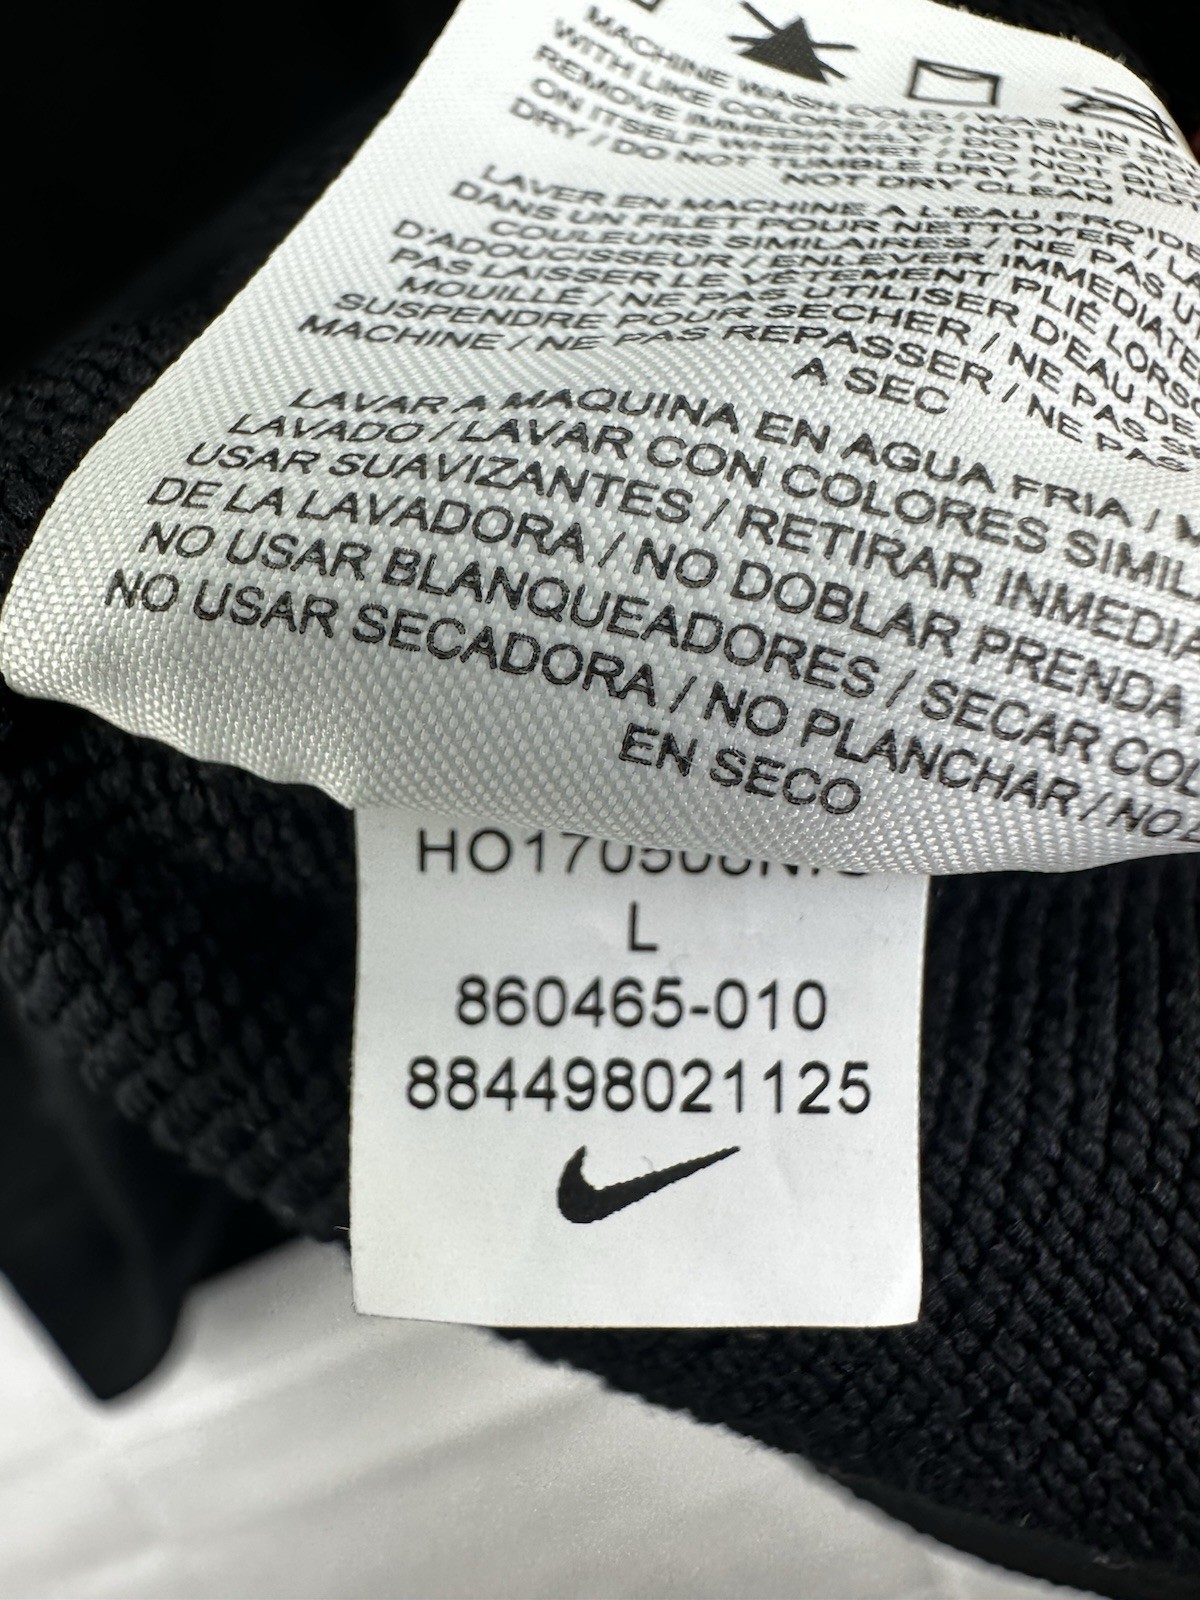 MACHINE WASH COLD / WASH IN
WITH LIKE COLORS / DO NOT USE
REMOVE IMMEDIATELY / DO NOT
ON ITSELF WHEN WET / DO NOT
DRY / DO NOT TUMBLE DRY / DO NOT
NOT DRY CLEAN
LAVER EN MACHINE A L'EAU FROIDE
DANS UN FILET POUR NETTOYER /
COULEURS SIMILAIRES / NE PAS
D'ADOUCISSEUR / ENLEVER IMMEDIATE
PAS LAISSER LE VÊTEMENT PLIÉ LORS
MOUILLÉ / NE PAS UTILISER D'EAU DE
SUSPENDRE POUR SECHER / NE PAS
MACHINE / NE PAS REPASSER / NE PAS
A SEC
LAVAR A MAQUINA EN AGUA FRIA /
LAVADO / LAVAR CON COLORES SIMIL
USAR SUAVIZANTES / RETIRAR INMEDIA
DE LA LAVADORA / NO DOBLAR PRENDA
NO USAR BLANQUEADORES / SECAR COL
NO USAR SECADORA / NO PLANCHAR / NO
EN SECO
L
860465-010
884498021125